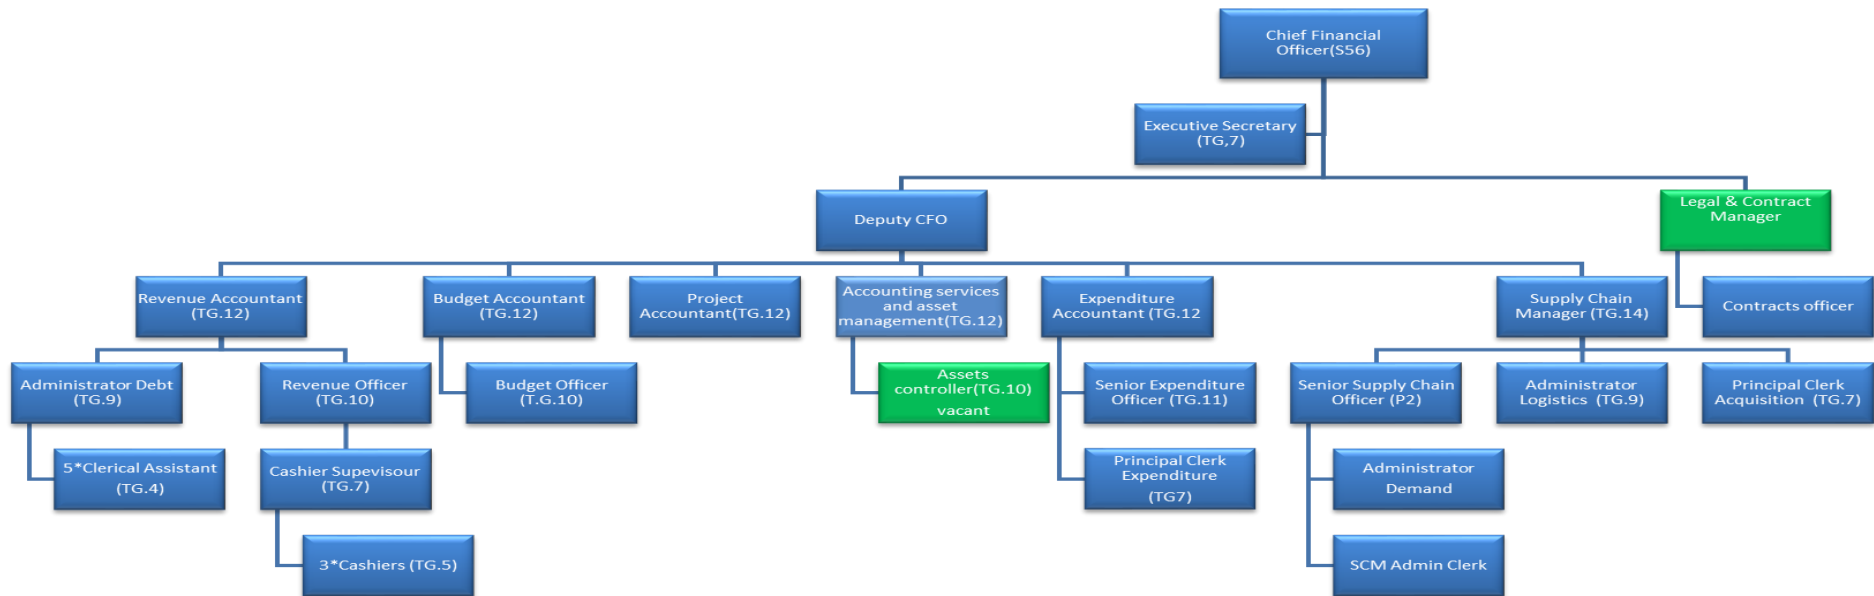 Chief Financial
Officer(S56)
Executive Secretary
(TG,7)
Deputy CFO
Legal & Contract
Manager
Revenue Accountant
(TG.12)
Budget Accountant
(TG.12)
Project
Accountant(TG.12)
Accounting services
and asset
management(TG.12)
Expenditure
Accountant (TG.12
Supply Chain
Manager (TG.14)
Contracts officer
Administrator Debt
(TG.9)
Revenue Officer
(TG.10)
Budget Officer
(T.G.10)
Assets
controller(TG.10)
vacant
Senior Expenditure
Officer (TG.11)
Senior Supply Chain
Officer (P2)
Administrator
Logistics (TG.9)
Principal Clerk
Acquisition (TG.7)
5*Clerical Assistant
(TG.4)
Cashier Supevisour
(TG.7)
Principal Clerk
Expenditure
(TG7)
Administrator
Demand
3*Cashiers (TG.5)
SCM Admin Clerk